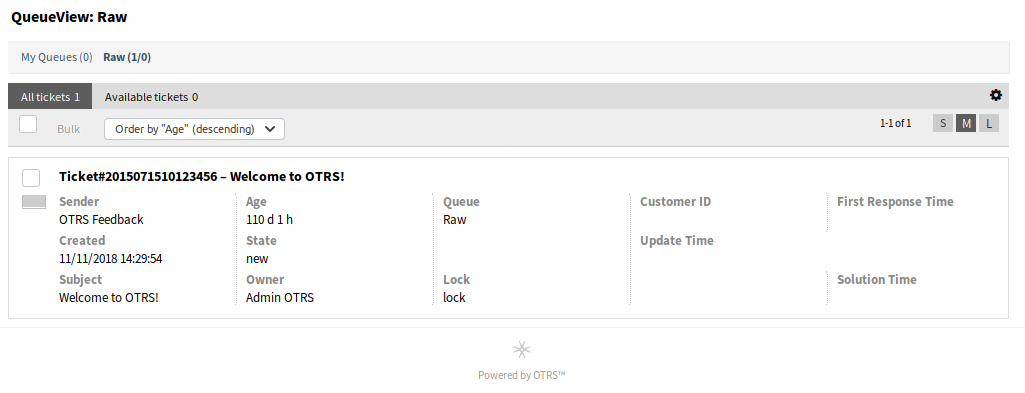 QueueView: Raw
My Queues (0) Raw (1/0)
All tickets 1 Available tickets 0
Bulk Order by "Age" (descending) 1-1 of 1 S M L
Ticket#2015071510123456 – Welcome to OTRS!
Sender Age Queue Customer ID First Response Time
OTRS Feedback 110 d 1 h Raw
Created State Update Time
11/11/2018 14:29:54 new
Subject Owner Lock Solution Time
Welcome to OTRS! Admin OTRS lock
Powered by OTRS™